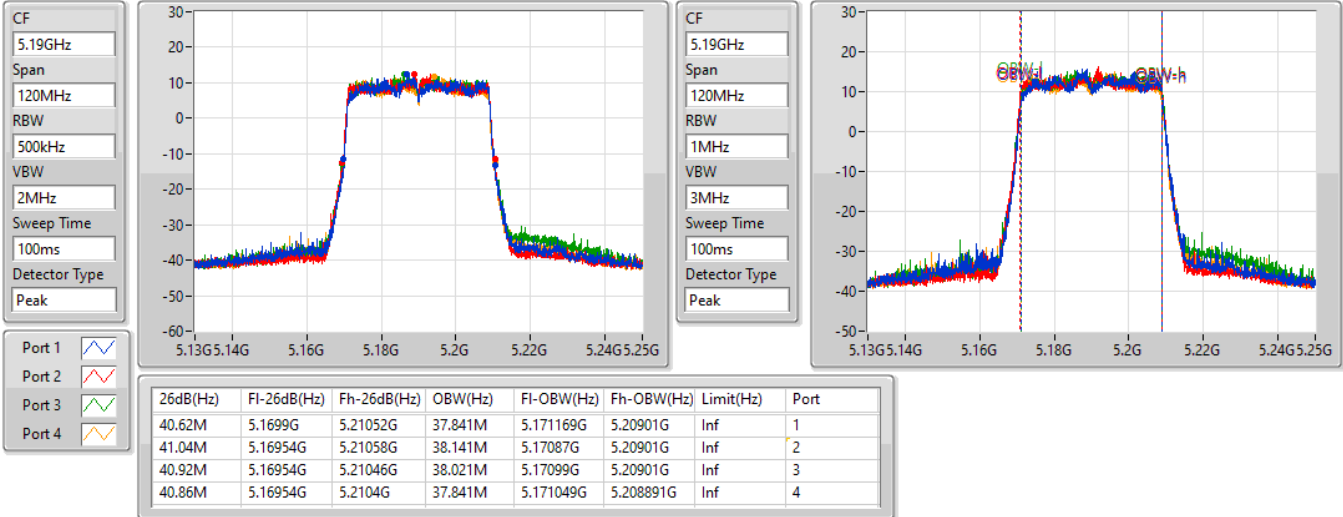 CF
5.19GHz
Span
120MHz
RBW
500kHz
VBW
2MHz
Sweep Time
100ms
Detector Type
Peak
30
20
10
0
-10
-20
-30
-40
-50
-60
5.13G 5.14G 5.16G 5.18G 5.2G 5.22G 5.24G 5.25G
CF
5.19GHz
Span
120MHz
RBW
1MHz
VBW
3MHz
Sweep Time
100ms
Detector Type
Peak
30
20
10
0
-10
-20
-30
-40
-50
OBW-l OBW-h
5.13G 5.14G 5.16G 5.18G 5.2G 5.22G 5.24G 5.25G
Port 1
Port 2
Port 3
Port 4
26dB(Hz) Fl-26dB(Hz) Fh-26dB(Hz) OBW(Hz) Fl-OBW(Hz) Fh-OBW(Hz) Limit(Hz) Port
40.62M 5.1699G 5.21052G 37.841M 5.171169G 5.20901G Inf 1
41.04M 5.16954G 5.21058G 38.141M 5.17087G 5.20901G Inf 2
40.92M 5.16954G 5.21046G 38.021M 5.17099G 5.20901G Inf 3
40.86M 5.16954G 5.2104G 37.841M 5.171049G 5.208891G Inf 4